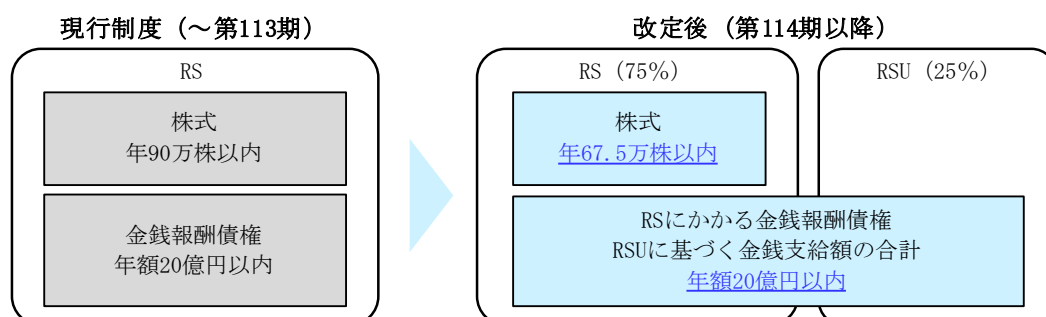 現行制度（～第113期）
RS
株式
年90万株以内
金銭報酬債権
年額20億円以内
改定後（第114期以降）
RS（75％）
RSU（25％）
株式
年67.5万株以内
RSにかかる金銭報酬債権
RSUに基づく金銭支給額の合計
年額20億円以内